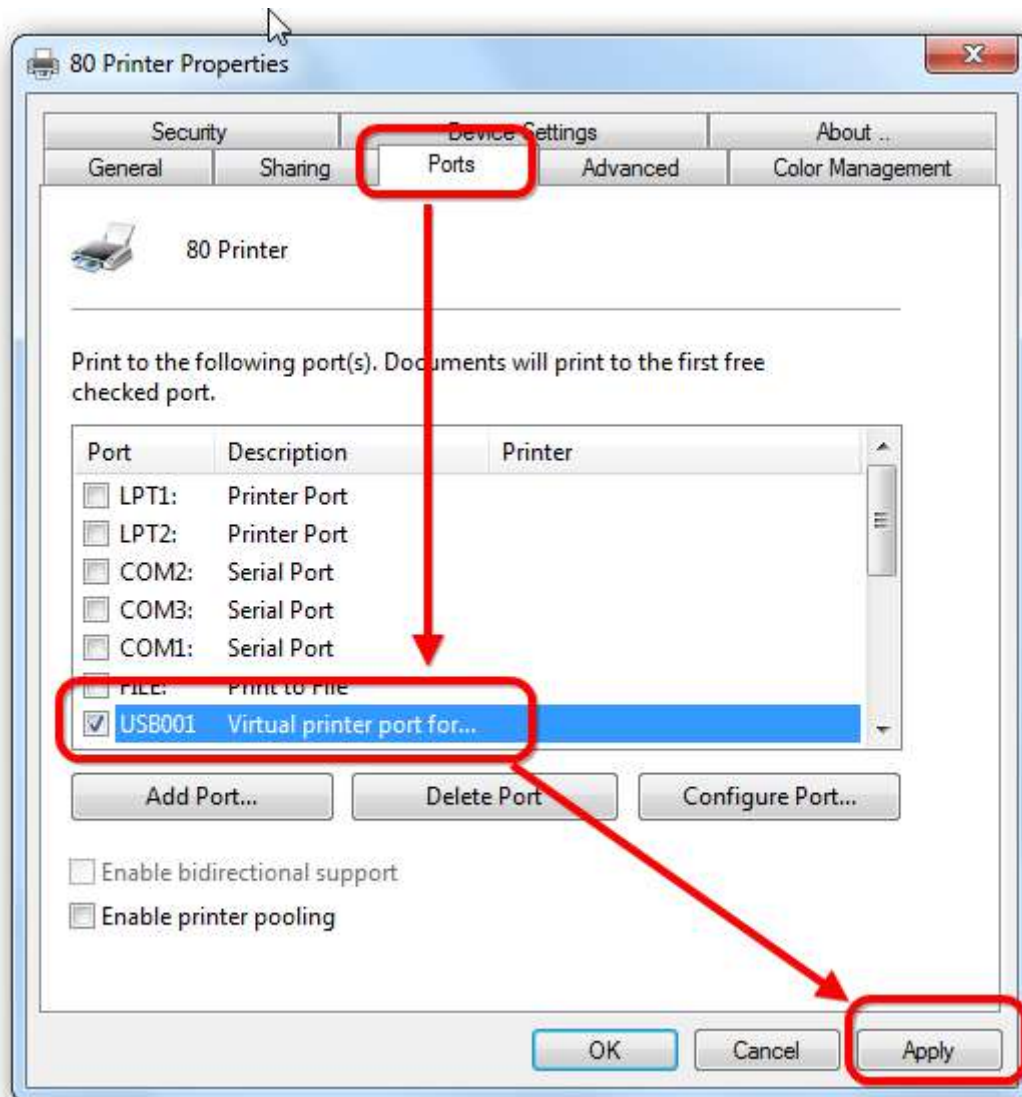 80 Printer Properties
Security Device Settings About ..
General Sharing Ports Advanced Color Management
80 Printer
Print to the following port(s). Documents will print to the first free
checked port.
Port Description Printer
LPT1: Printer Port
LPT2: Printer Port
COM2: Serial Port
COM3: Serial Port
COM1: Serial Port
FILE: Print to File
USB001 Virtual printer port for...
Add Port... Delete Port Configure Port...
Enable bidirectional support
Enable printer pooling
OK Cancel Apply